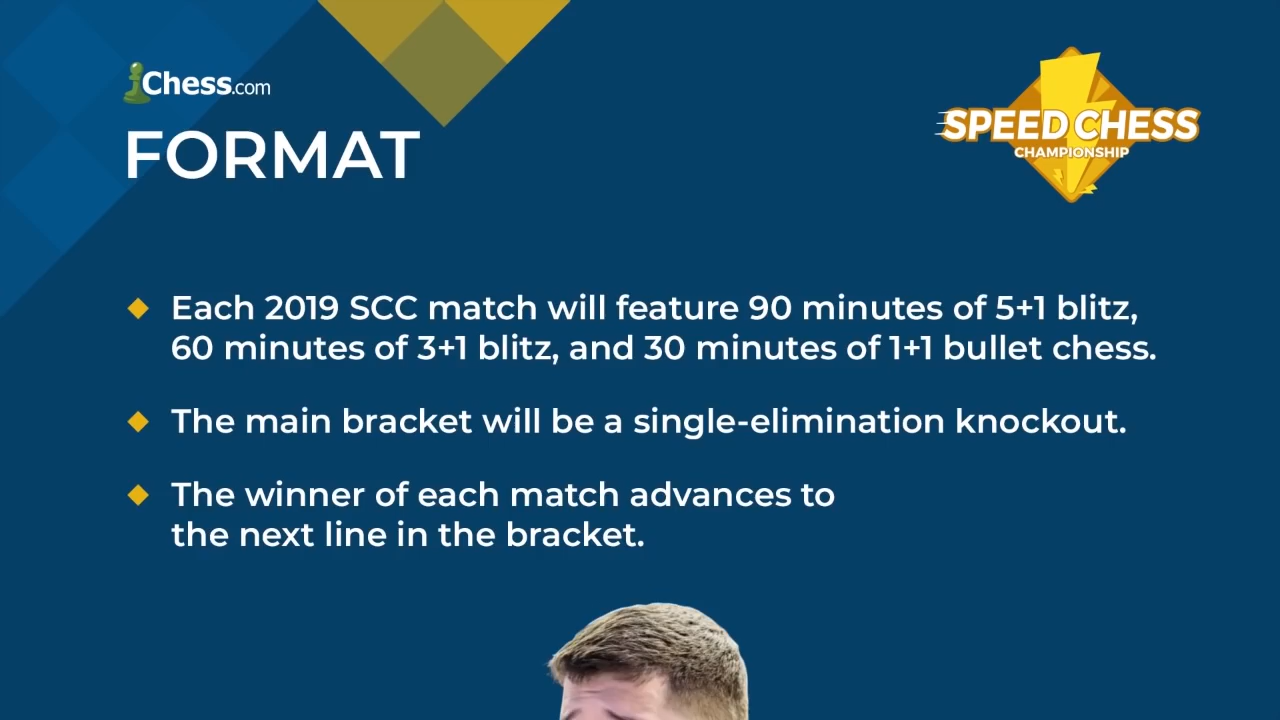 Chess.com
FORMAT
SPEED CHESS
CHAMPIONSHIP
Each 2019 SCC match will feature 90 minutes of 5+1 blitz,
60 minutes of 3+1 blitz, and 30 minutes of 1+1 bullet chess.
The main bracket will be a single-elimination knockout.
The winner of each match advances to
the next line in the bracket.